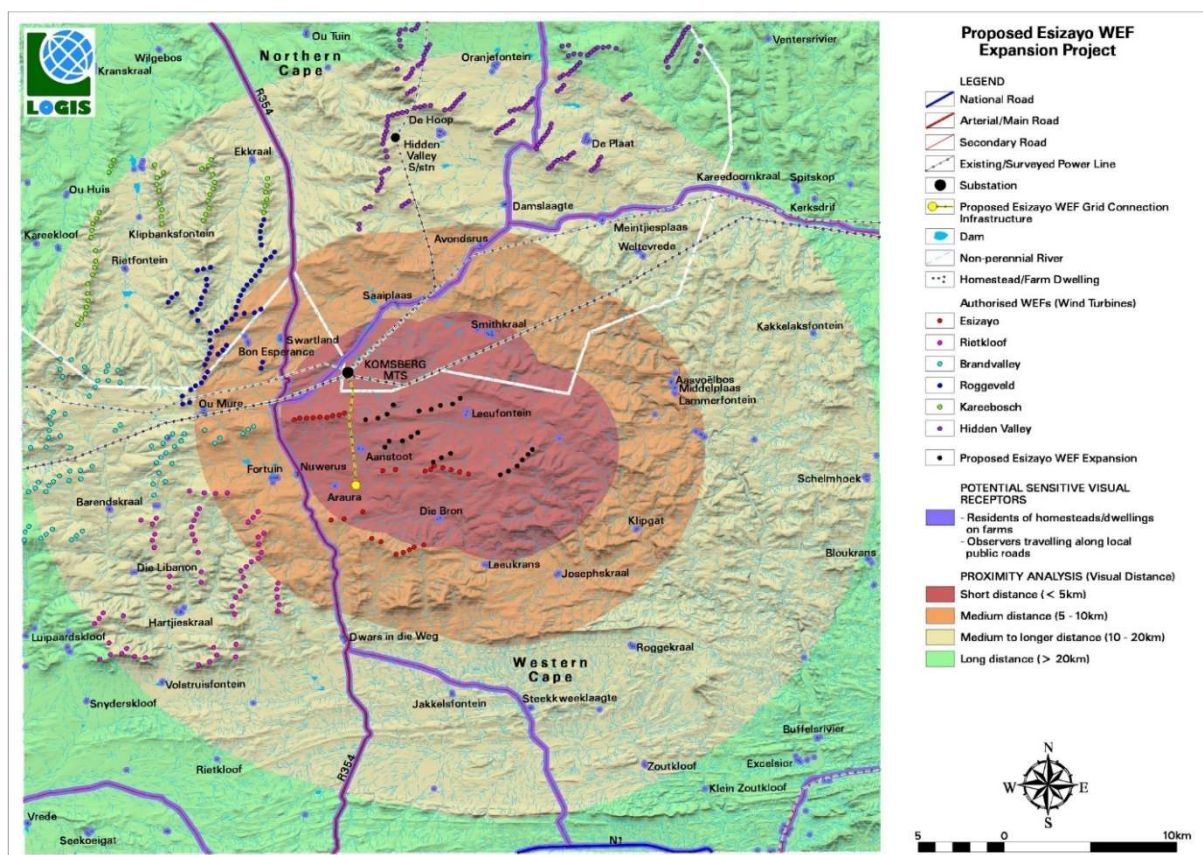 LOGIS
Wilgebos
Kranskraal
Ou Tuin
Northern
Cape
R354
Oranjefontein
Ventersrivier
De Hoop
Hidden
Valley
S/stn
De Plaat
Ekkraal
Ou Huis
Kareedoornkraal
Spitskop
Kerksdrif
Damslaagte
Klipbanksfontein
Kareekloof
Meintjiesplaas
Avondsrus
Weltevrede
Rietfontein
Saaiplaas
Smithkraal
Kakkelaksfontein
Swartland
Bon Esperance
KOMSBERG
MTS
Aasvoëlbos
Middelplaas
Lammerfontein
Ou Mure
Leeufontein
Aanstoot
Fortuin
Nuwerus
Araura
Schelmhoek
Barendskraal
Die Bron
Klipgat
Bloukrans
Die Libanon
Leeukrans
Josephskraal
Hartjieskraal
Luipaardskloof
Dwars in die Weg
Roggekraal
Western
Cape
Volstruisfontein
Snyderskloof
Jakkelsfontein
Steekkweeklaagte
Buffelsrivier
Rietkloof
R354
Zoutkloof
Excelsior
Klein Zoutkloof
Vrede
Seekoeigat
N1
Proposed Esizayo WEF
Expansion Project
LEGEND
National Road
Arterial/Main Road
Secondary Road
Existing/Surveyed Power Line
Substation
Proposed Esizayo WEF Grid Connection
Infrastructure
Dam
Non-perennial River
Homestead/Farm Dwelling
Authorised WEFs (Wind Turbines)
Esizayo
Rietkloof
Brandvalley
Roggeveld
Kareebosch
Hidden Valley
Proposed Esizayo WEF Expansion
POTENTIAL SENSITIVE VISUAL
RECEPTORS
- Residents of homesteads/dwellings
on farms
- Observers travelling along local
public roads
PROXIMITY ANALYSIS (Visual Distance)
Short distance (< 5km)
Medium distance (5 - 10km)
Medium to longer distance (10 - 20km)
Long distance (> 20km)
N
W E
S
5 0 10km